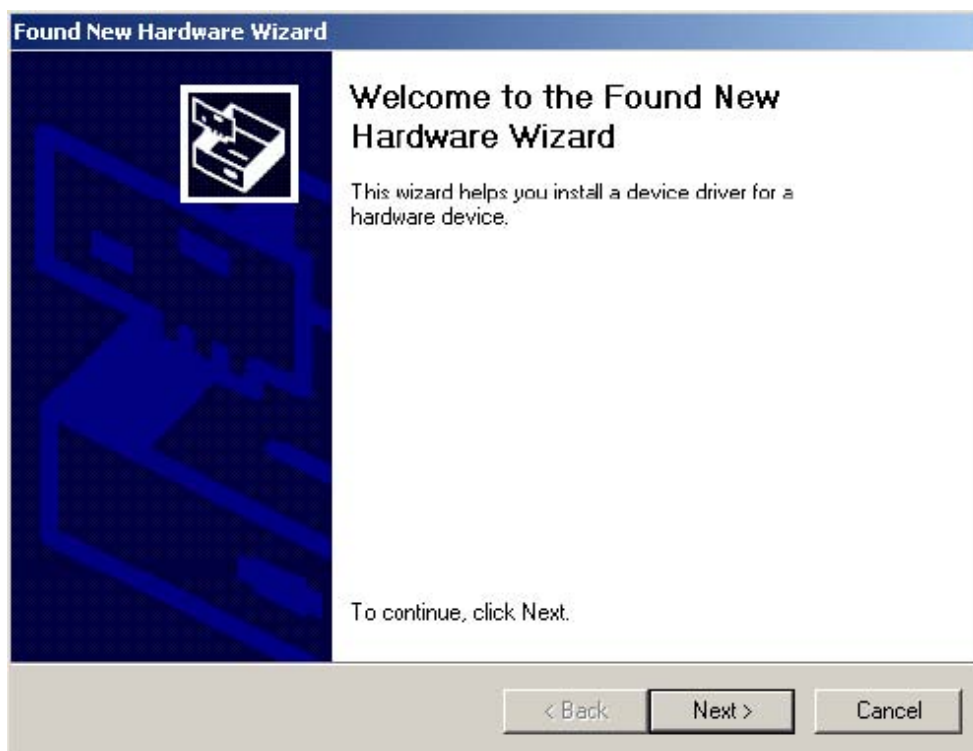 Found New Hardware Wizard
Welcome to the Found New
Hardware Wizard
This wizard helps you install a device driver for a
hardware device.
To continue, click Next.
< Back
Next >
Cancel